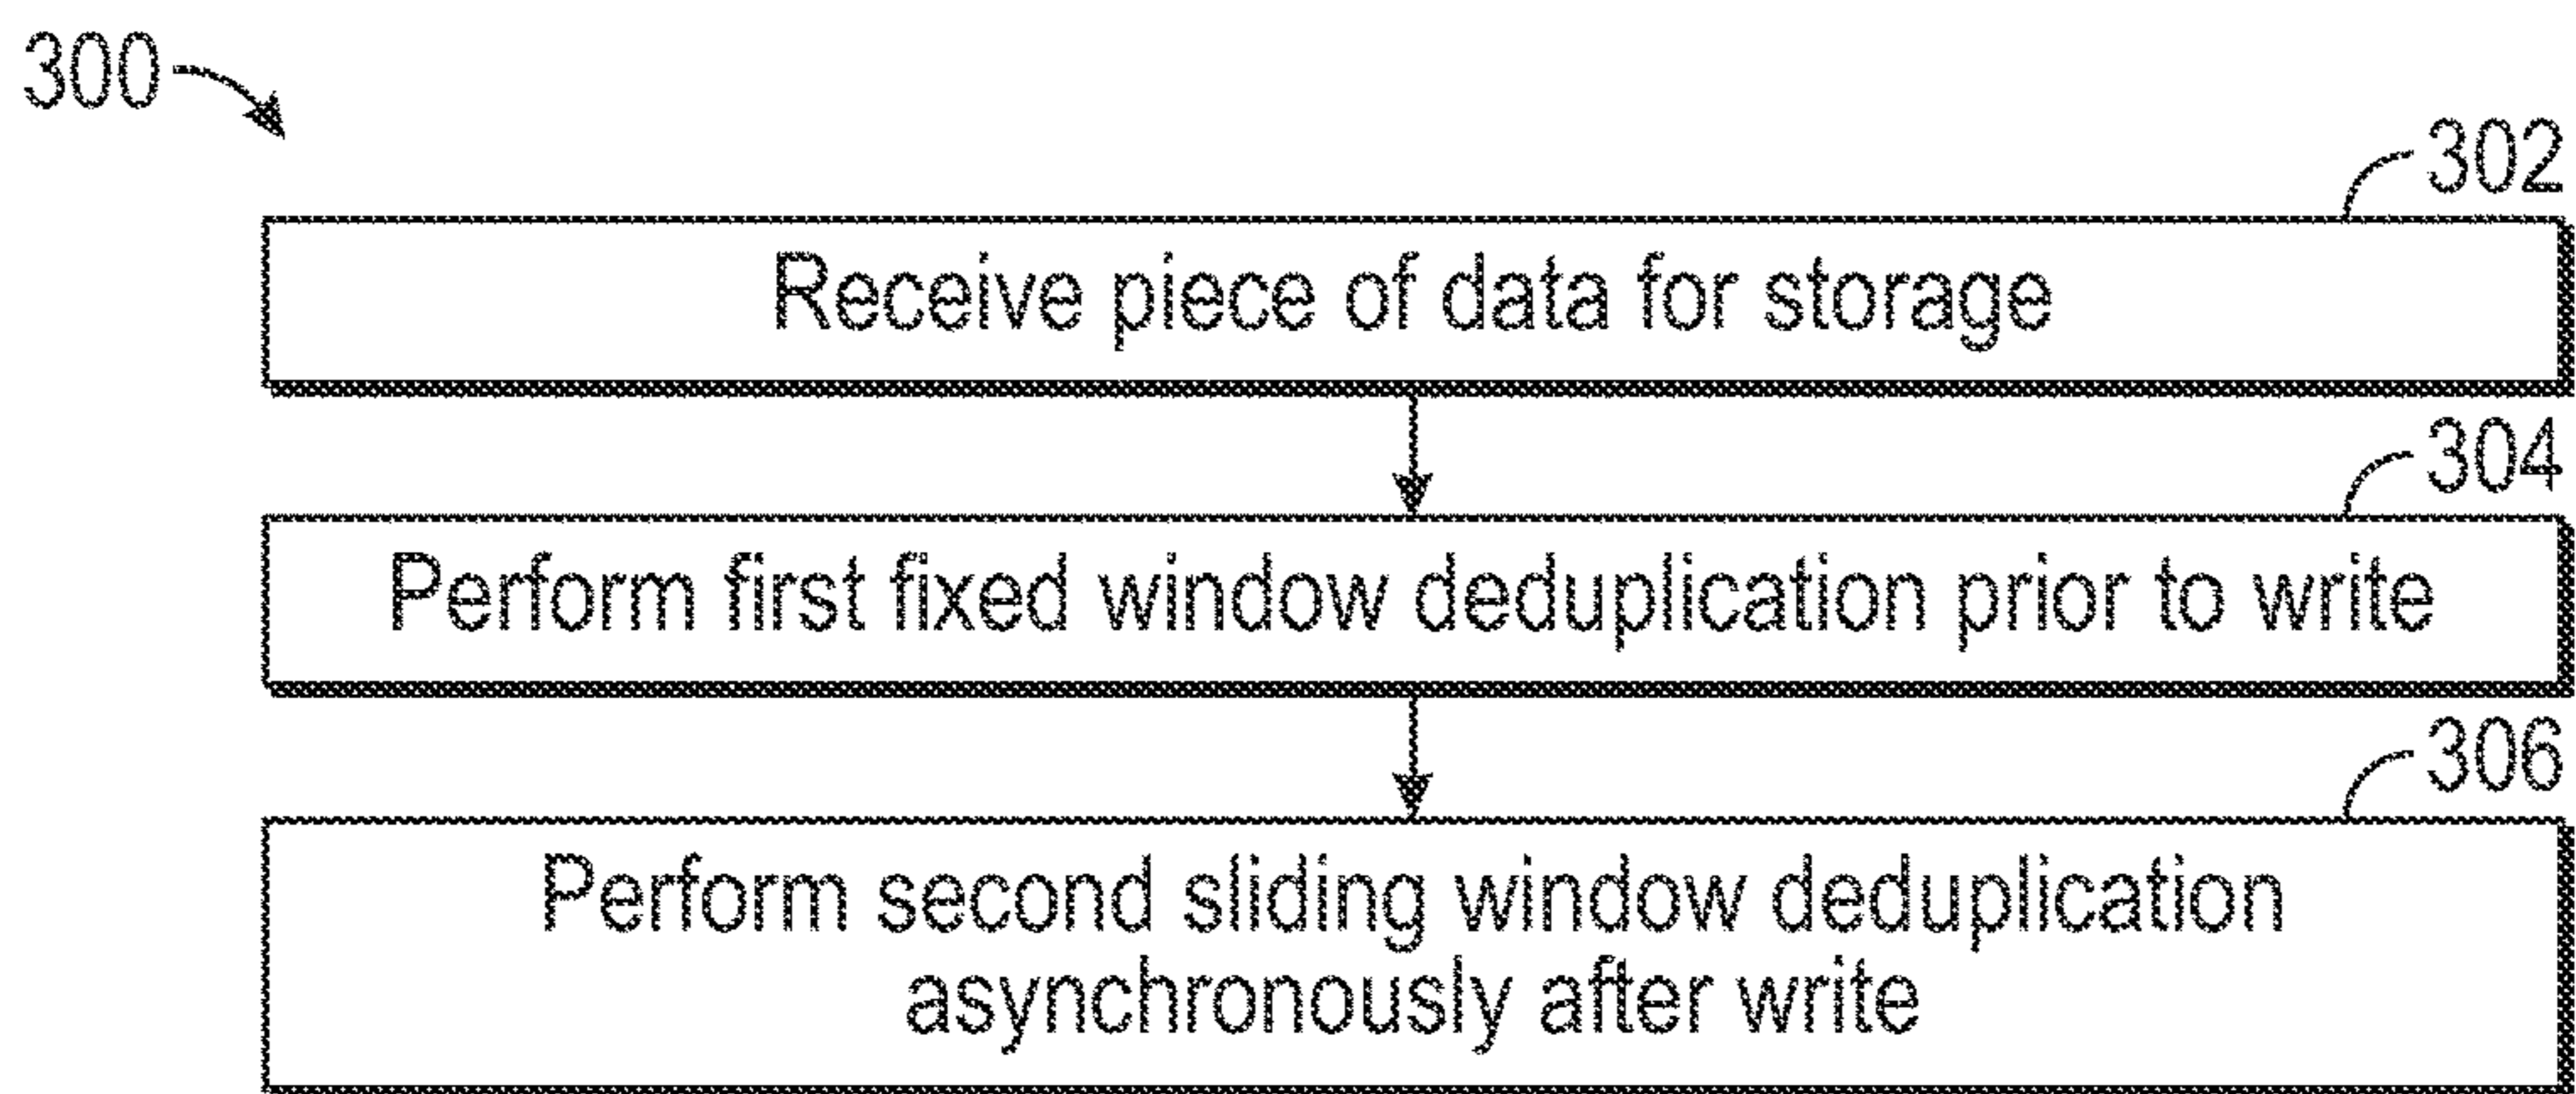 300
302
Receive piece of data for storage
304
Perform first fixed window deduplication prior to write
306
Perform second sliding window deduplication
asynchronously after write